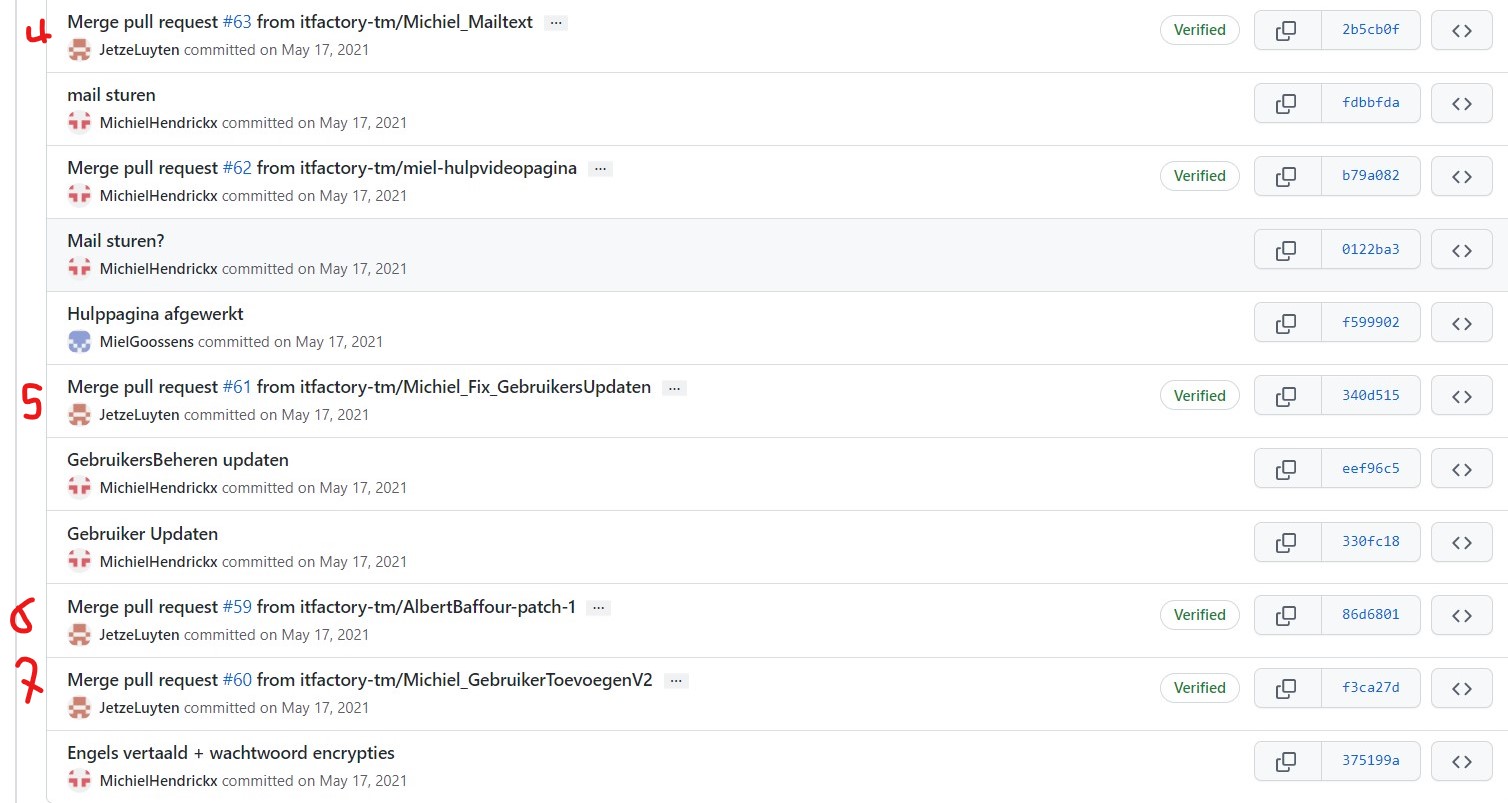 4
Merge pull request #63 from itfactory-tm/Michiel_Mailtext ...
JetzeLuyten committed on May 17, 2021
Verified
2b5cb0f
mail sturen
MichielHendrickx committed on May 17, 2021
fdbbfda
Merge pull request #62 from itfactory-tm/miel-hulpvideopagina ...
MichielHendrickx committed on May 17, 2021
Verified
b79a082
Mail sturen?
MichielHendrickx committed on May 17, 2021
0122ba3
Hulppagina afgewerkt
MielGoossens committed on May 17, 2021
f599902
5
Merge pull request #61 from itfactory-tm/Michiel_Fix_GebruikersUpdaten ...
JetzeLuyten committed on May 17, 2021
Verified
340d515
GebruikersBeheren updaten
MichielHendrickx committed on May 17, 2021
eef96c5
Gebruiker Updaten
MichielHendrickx committed on May 17, 2021
330fc18
6
Merge pull request #59 from itfactory-tm/AlbertBaffour-patch-1 ...
JetzeLuyten committed on May 17, 2021
Verified
86d6801
7
Merge pull request #60 from itfactory-tm/Michiel_GebruikerToevoegenV2 ...
JetzeLuyten committed on May 17, 2021
Verified
f3ca27d
Engels vertaald + wachtwoord encrypties
MichielHendrickx committed on May 17, 2021
375199a